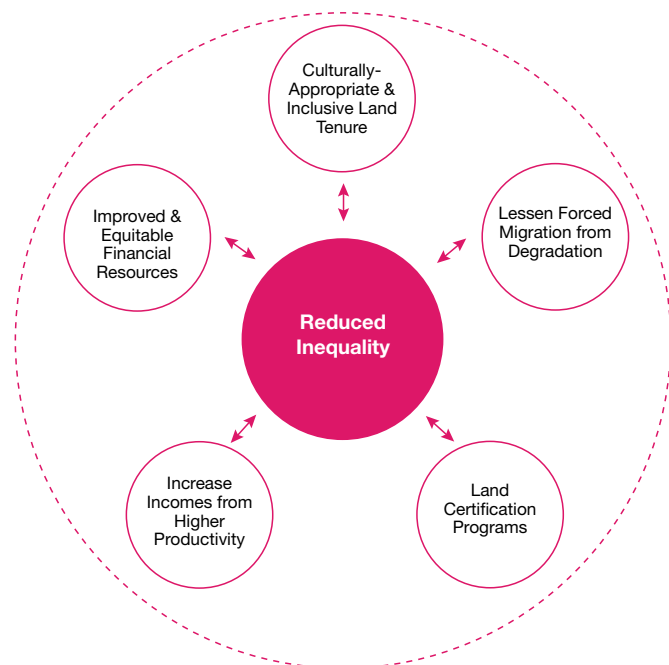 Culturally-
Appropriate &
Inclusive Land
Tenure
Improved &
Equitable
Financial
Resources
Lessen Forced
Migration from
Degradation
Reduced
Inequality
Increase
Incomes from
Higher
Productivity
Land
Certification
Programs